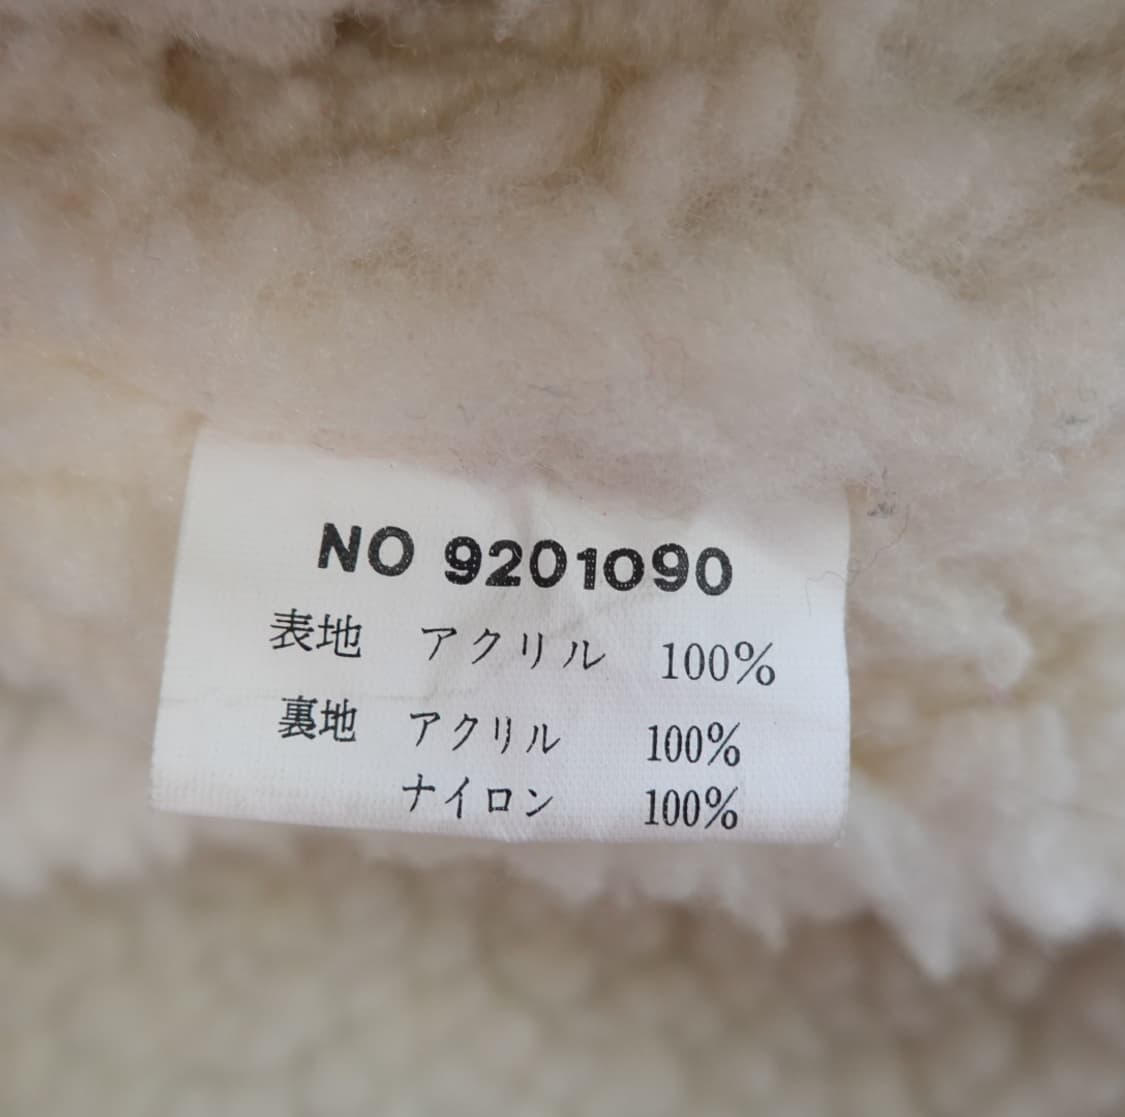 NO 9201090
表地 アクリル 100%
裏地 アクリル 100%
ナイロン 100%